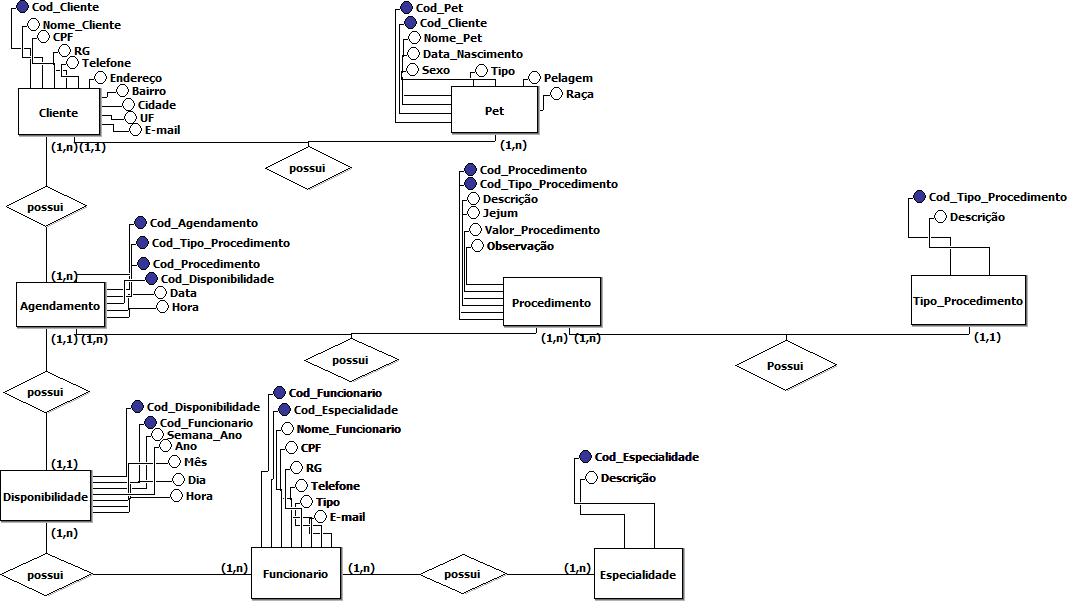 Cod_Cliente
Nome_Cliente
CPF
RG
Telefone
Endereço
Bairro
Cidade
UF
E-mail
Cliente
(1,n)
(1,1)
Cod_Pet
Cod_Cliente
Nome_Pet
Data_Nascimento
Sexo
Tipo
Pelagem
Raça
Pet
(1,n)
possui
possui
Cod_Agendamento
Cod_Tipo_Procedimento
Cod_Procedimento
Cod_Disponibilidade
Data
Hora
(1,n)
Agendamento
(1,1)
(1,n)
Cod_Procedimento
Cod_Tipo_Procedimento
Descrição
Jejum
Valor_Procedimento
Observação
Procedimento
(1,n)
(1,n)
Cod_Tipo_Procedimento
Descrição
Tipo_Procedimento
(1,1)
possui
Possui
possui
Cod_Disponibilidade
Cod_Funcionario
Semana_Ano
Ano
Mês
Dia
Hora
(1,1)
Disponibilidade
(1,n)
Cod_Funcionario
Cod_Especialidade
Nome_Funcionario
CPF
RG
Telefone
Tipo
E-mail
Cod_Especialidade
Descrição
possui
(1,n)
Funcionario
(1,n)
possui
(1,n)
Especialidade